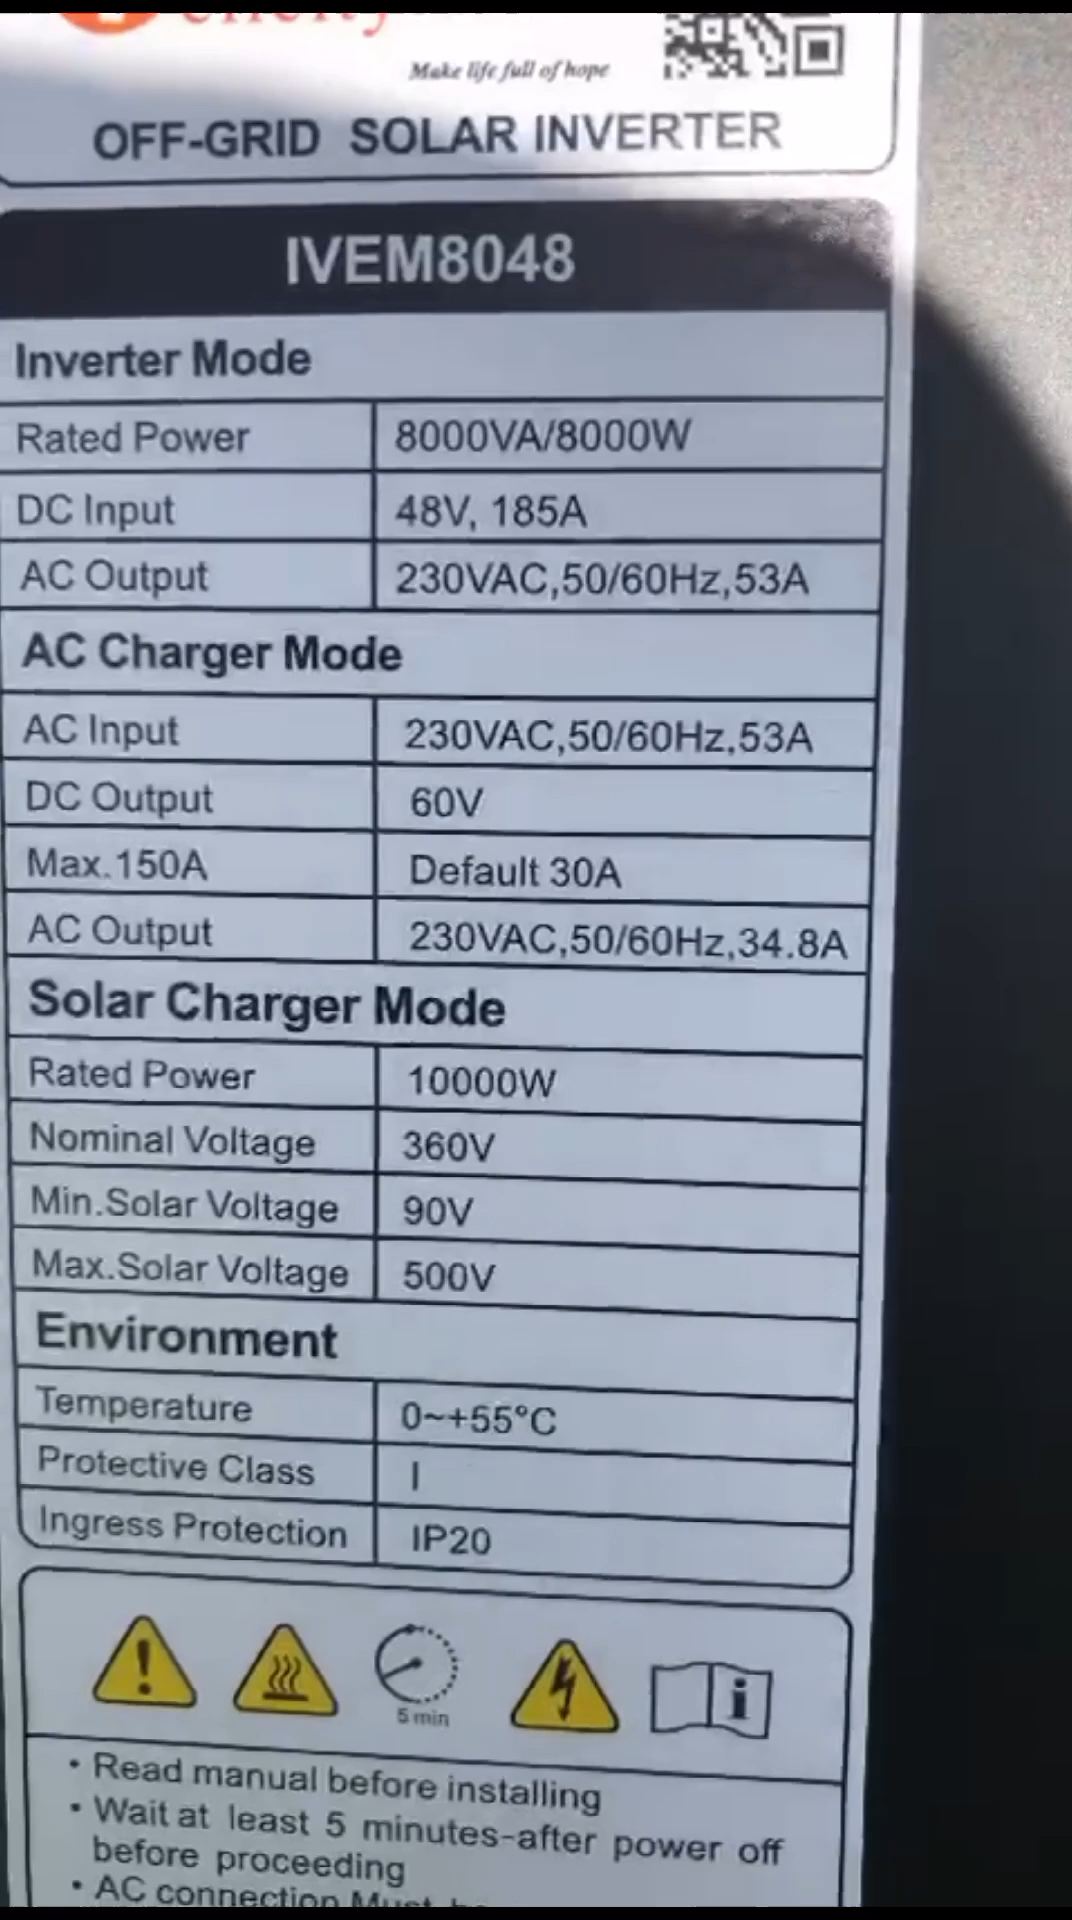 Make life full of hope
OFF-GRID SOLAR INVERTER
IVEM8048
Inverter Mode
Rated Power 8000VA/8000W
DC Input 48V, 185A
AC Output 230VAC,50/60Hz,53A
AC Charger Mode
AC Input 230VAC,50/60Hz,53A
DC Output 60V
Max.150A Default 30A
AC Output 230VAC,50/60Hz,34.8A
Solar Charger Mode
Rated Power 10000W
Nominal Voltage 360V
Min.Solar Voltage 90V
Max.Solar Voltage 500V
Environment
Temperature 0~+55°C
Protective Class I
Ingress Protection IP20
5 min
i
• Read manual before installing
• Wait at least 5 minutes-after power off
before proceeding
• AC connection Must